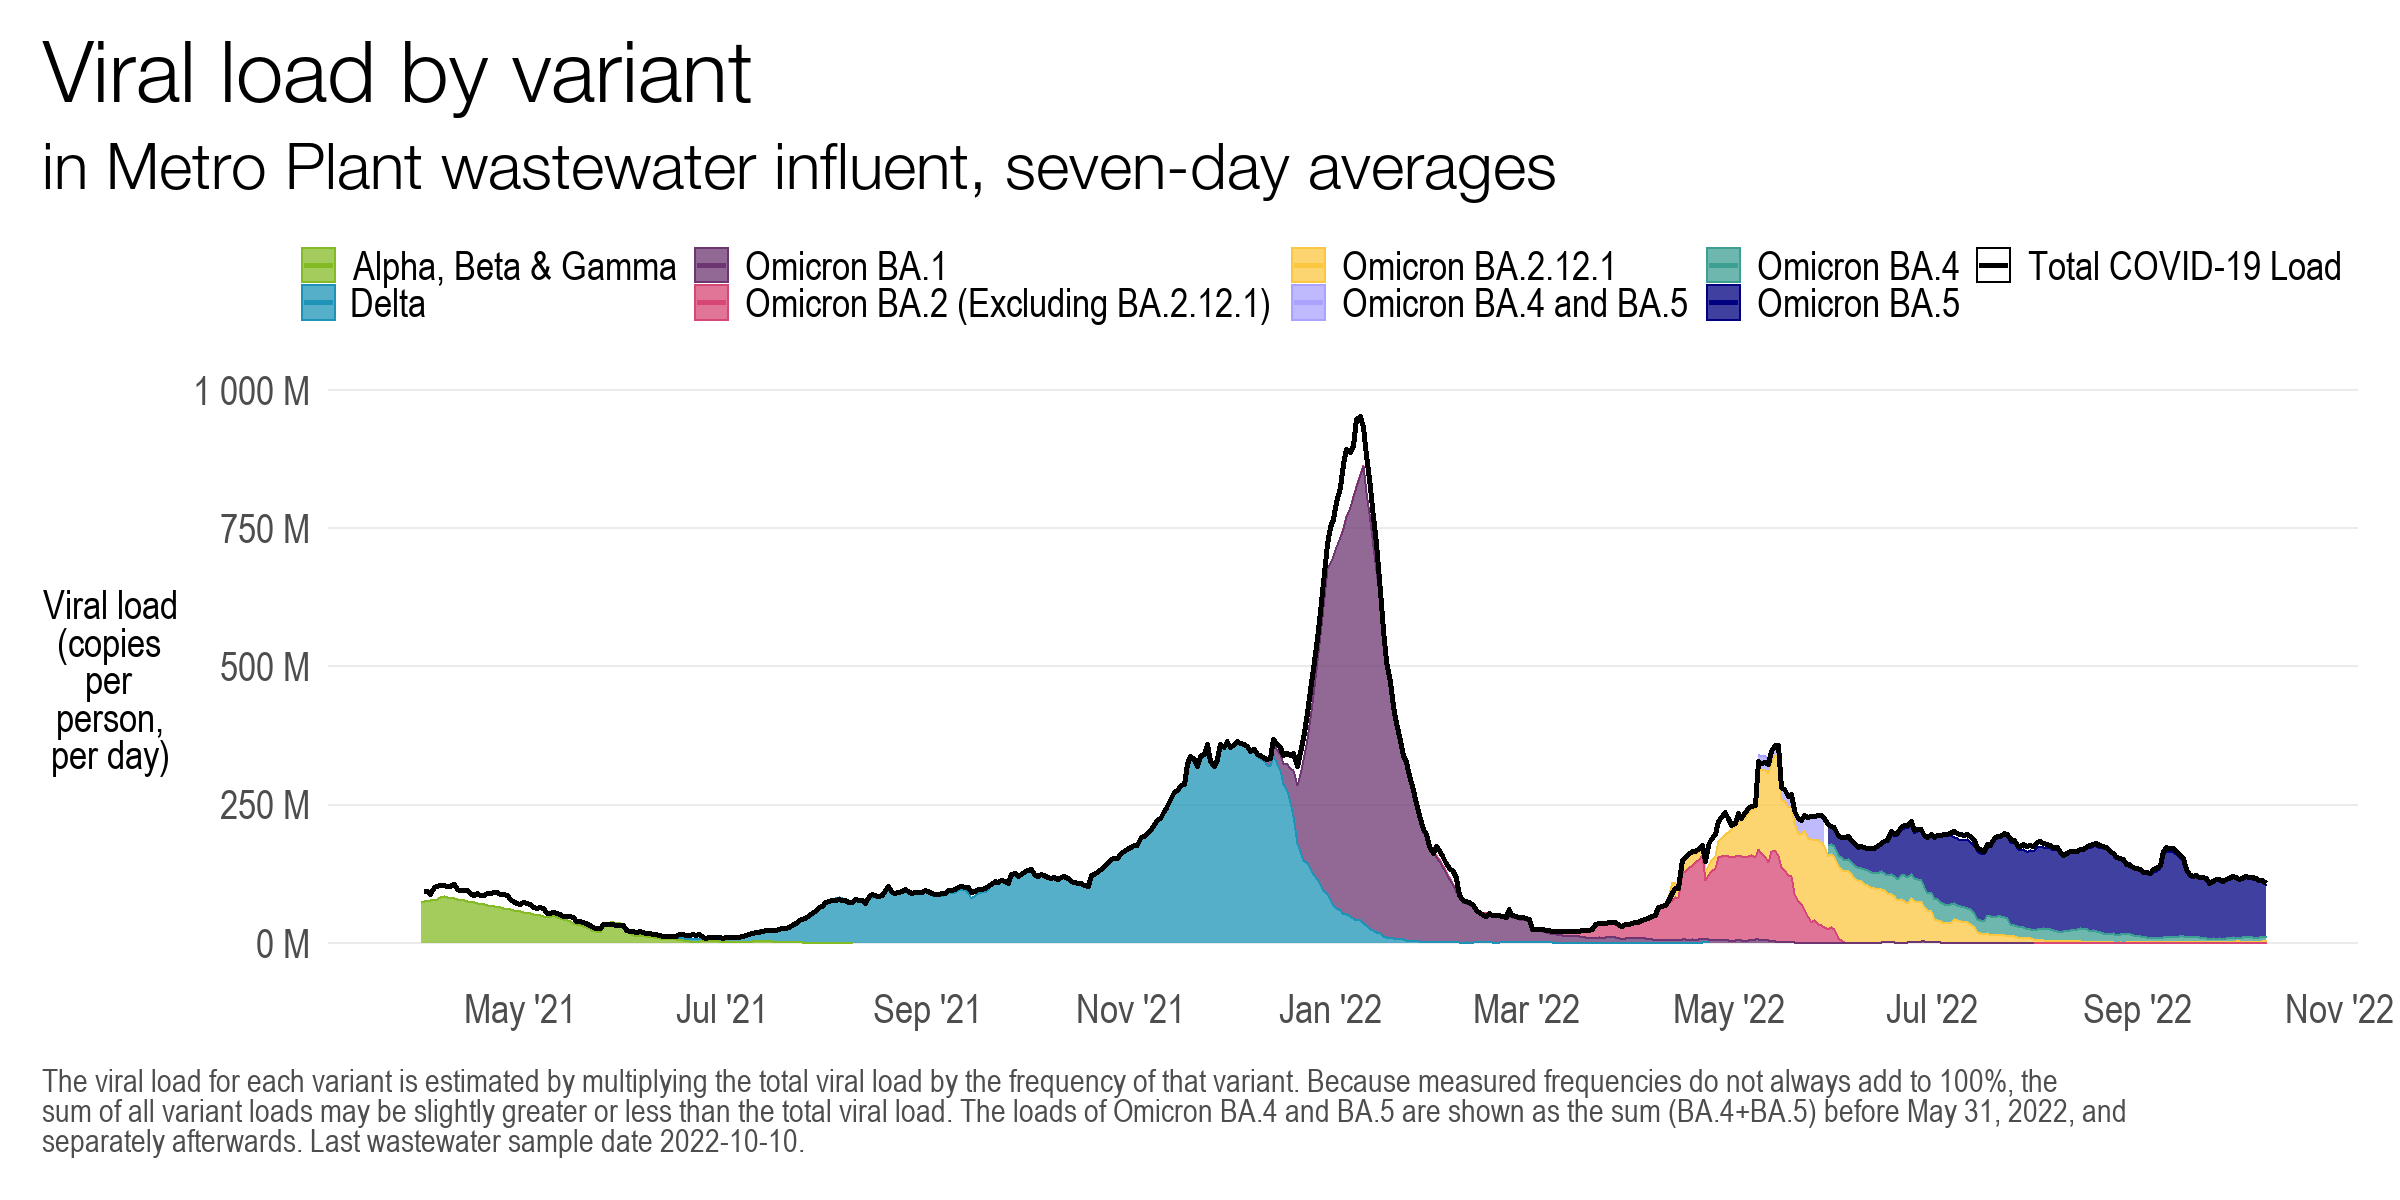 Viral load by variant
in Metro Plant wastewater influent, seven-day averages
Alpha, Beta & Gamma
Delta
Omicron BA.1
Omicron BA.2 (Excluding BA.2.12.1)
Omicron BA.2.12.1
Omicron BA.4 and BA.5
Omicron BA.4
Omicron BA.5
Total COVID-19 Load
1 000 M
750 M
500 M
250 M
0 M
Viral load
(copies
per
person,
per day)
May '21
Jul '21
Sep '21
Nov '21
Jan '22
Mar '22
May '22
Jul '22
Sep '22
Nov '22
The viral load for each variant is estimated by multiplying the total viral load by the frequency of that variant. Because measured frequencies do not always add to 100%, the
sum of all variant loads may be slightly greater or less than the total viral load. The loads of Omicron BA.4 and BA.5 are shown as the sum (BA.4+BA.5) before May 31, 2022, and
separately afterwards. Last wastewater sample date 2022-10-10.